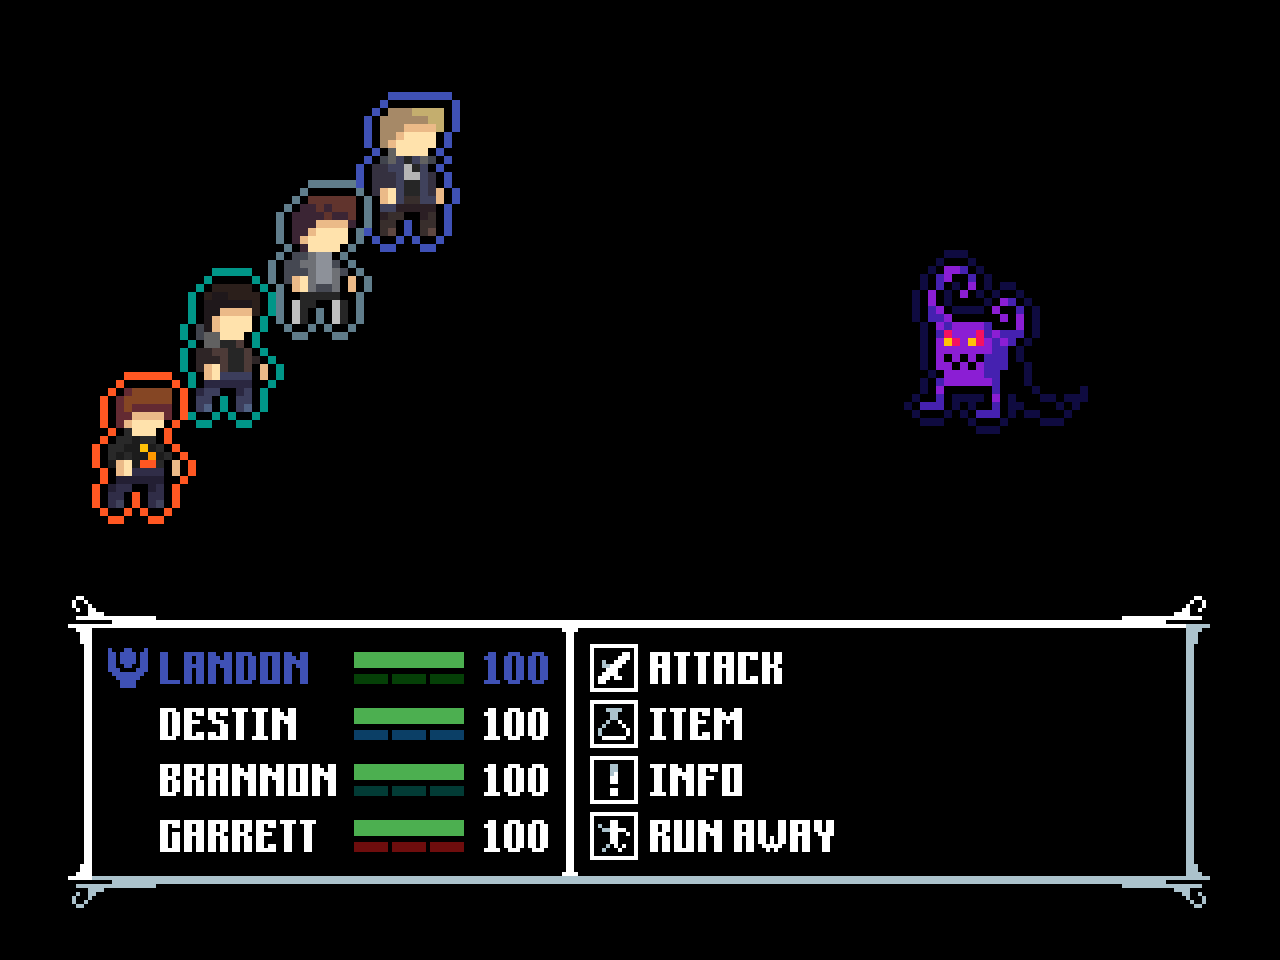 LANDON 100
DESTIN 100
BRANNON 100
GARRETT 100
ATTACK
ITEM
! INFO
RUN AWAY